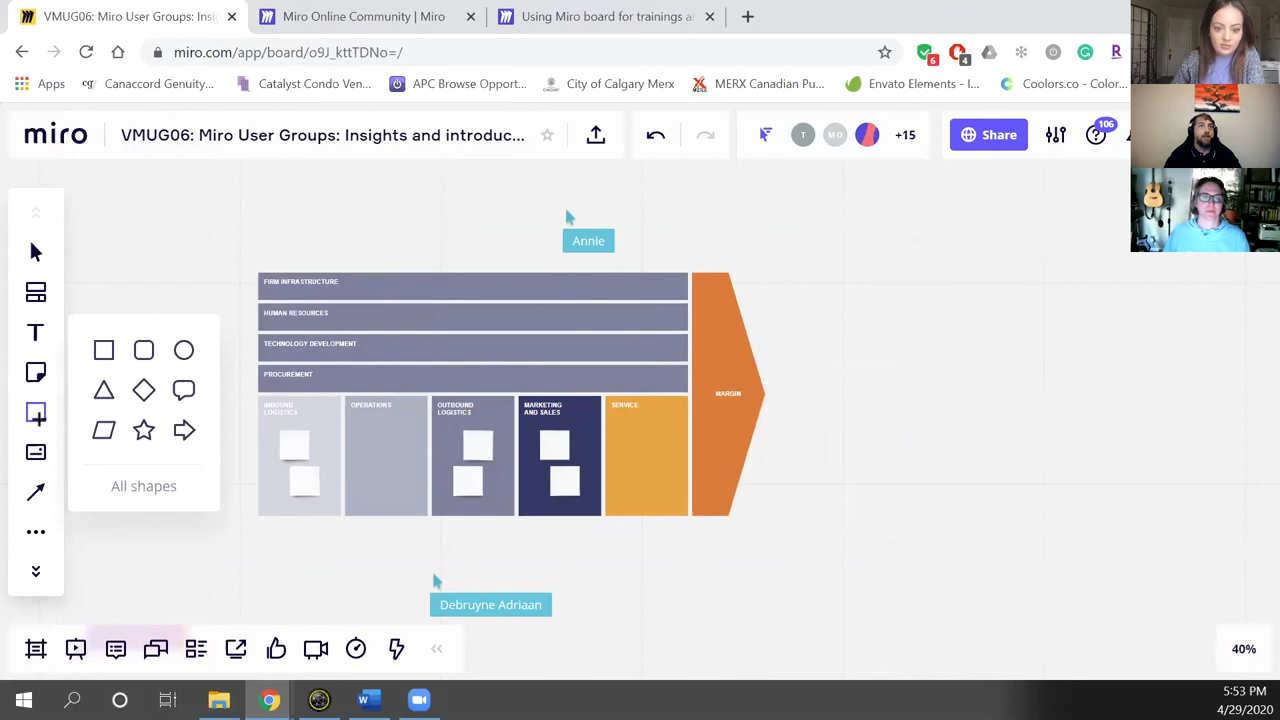 VMUG06: Miro User Groups: Insi
Miro Online Community | Miro
Using Miro board for trainings a
miro.com/app/board/o9J_kttTDNo=/
6
4
R
Apps
cg/ Canaccord Genuity...
Catalyst Condo Ven...
APC Browse Opport...
City of Calgary Merx
MERX Canadian Pu...
Envato Elements - I...
Coolors.co - Color...
miro
VMUG06: Miro User Groups: Insights and introduc...
T
MO
+15
Share
106
Annie
FIRM INFRASTRUCTURE
HUMAN RESOURCES
TECHNOLOGY DEVELOPMENT
PROCUREMENT
MARGIN
INBOUND
LOGISTICS
OPERATIONS
OUTBOUND
LOGISTICS
MARKETING
AND SALES
SERVICE
T
All shapes
Debruyne Adriaan
40%
5:53 PM
4/29/2020